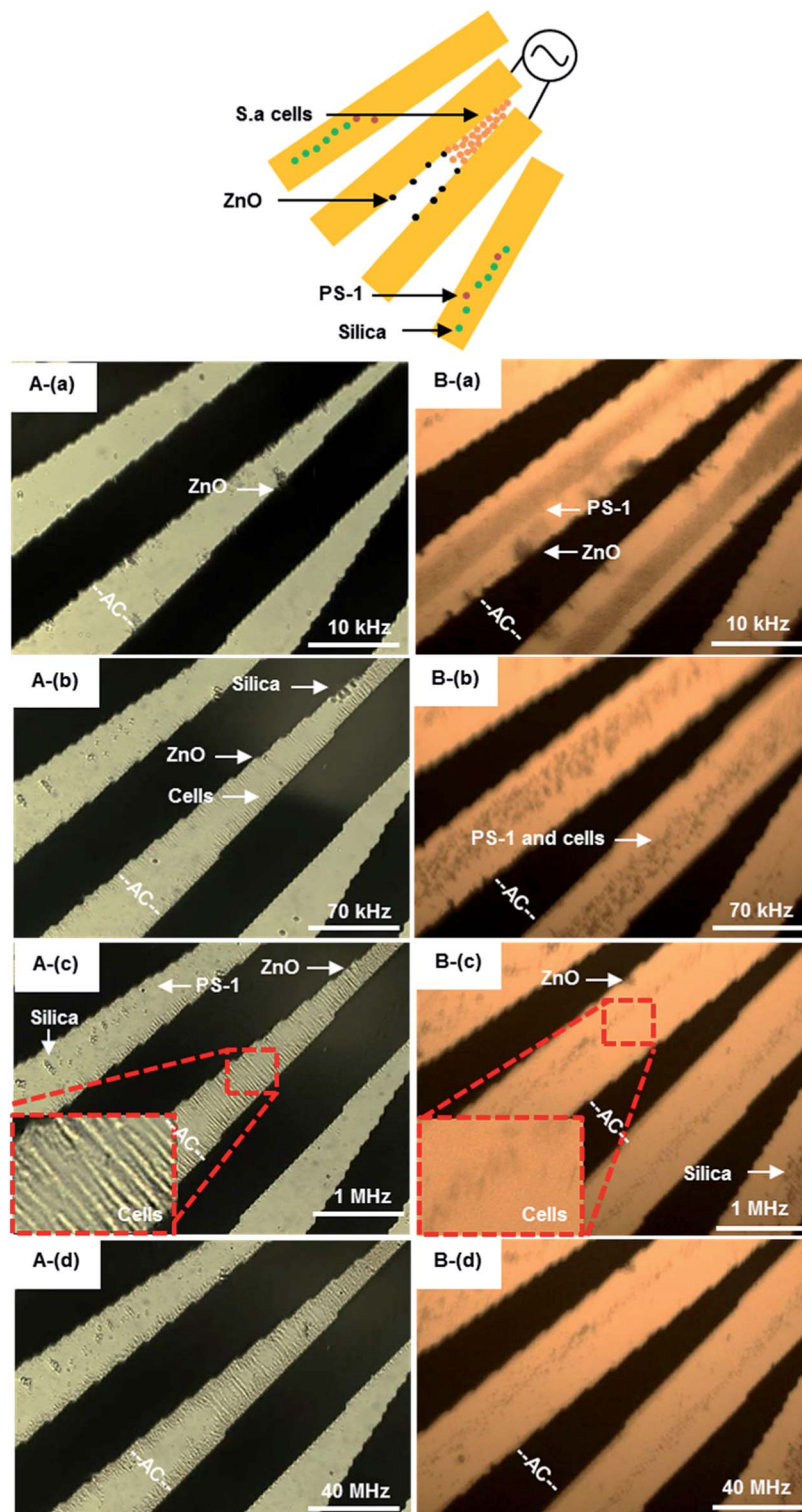 S.a cells
ZnO
PS-1
Silica
A-(a)
ZnO
--AC--
10 kHz
B-(a)
PS-1
ZnO
--AC--
10 kHz
A-(b)
Silica
ZnO
Cells
--AC--
70 kHz
B-(b)
PS-1 and cells
--AC--
70 kHz
A-(c)
ZnO
PS-1
Silica
--AC--
Cells
1 MHz
B-(c)
ZnO
--AC--
Silica
Cells
1 MHz
A-(d)
--AC--
40 MHz
B-(d)
--AC--
40 MHz